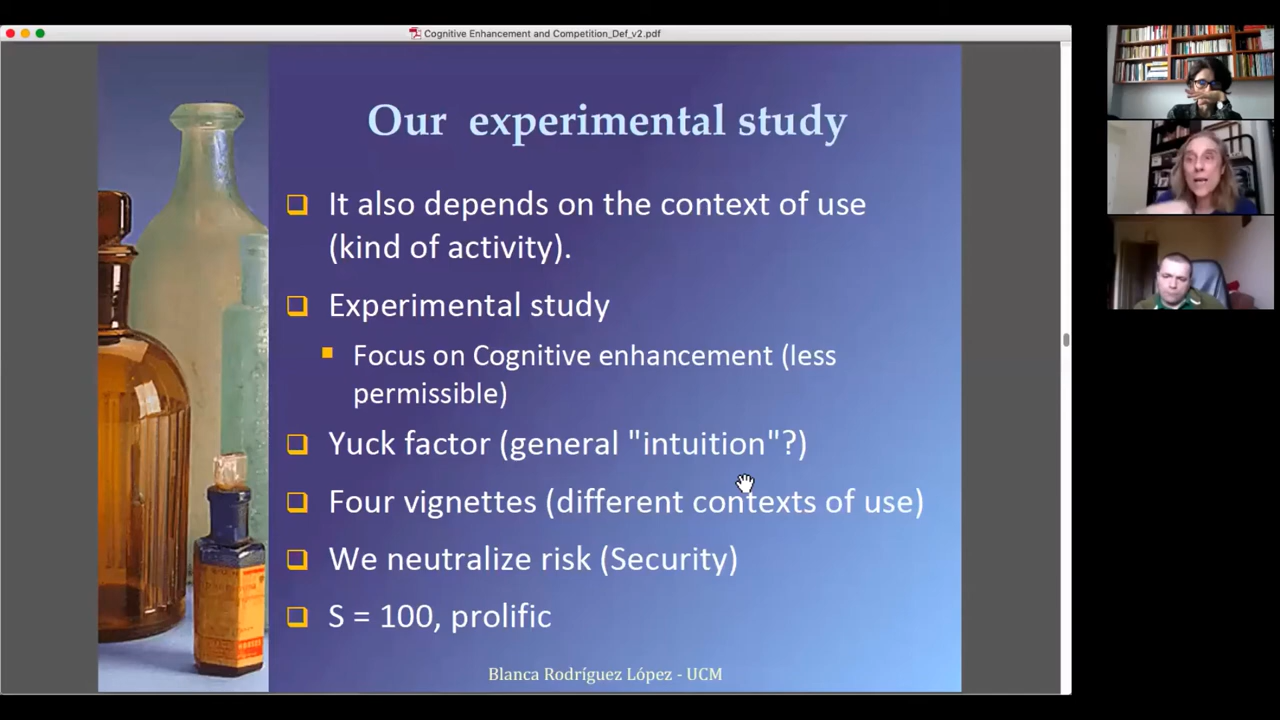 Cognitive Enhancement and Competition_Def_v2.pdf
Our experimental study
It also depends on the context of use
(kind of activity).
Experimental study
Focus on Cognitive enhancement (less
permissible)
Yuck factor (general "intuition"?)
Four vignettes (different contexts of use)
We neutralize risk (Security)
S = 100, prolific
Blanca Rodríguez López - UCM